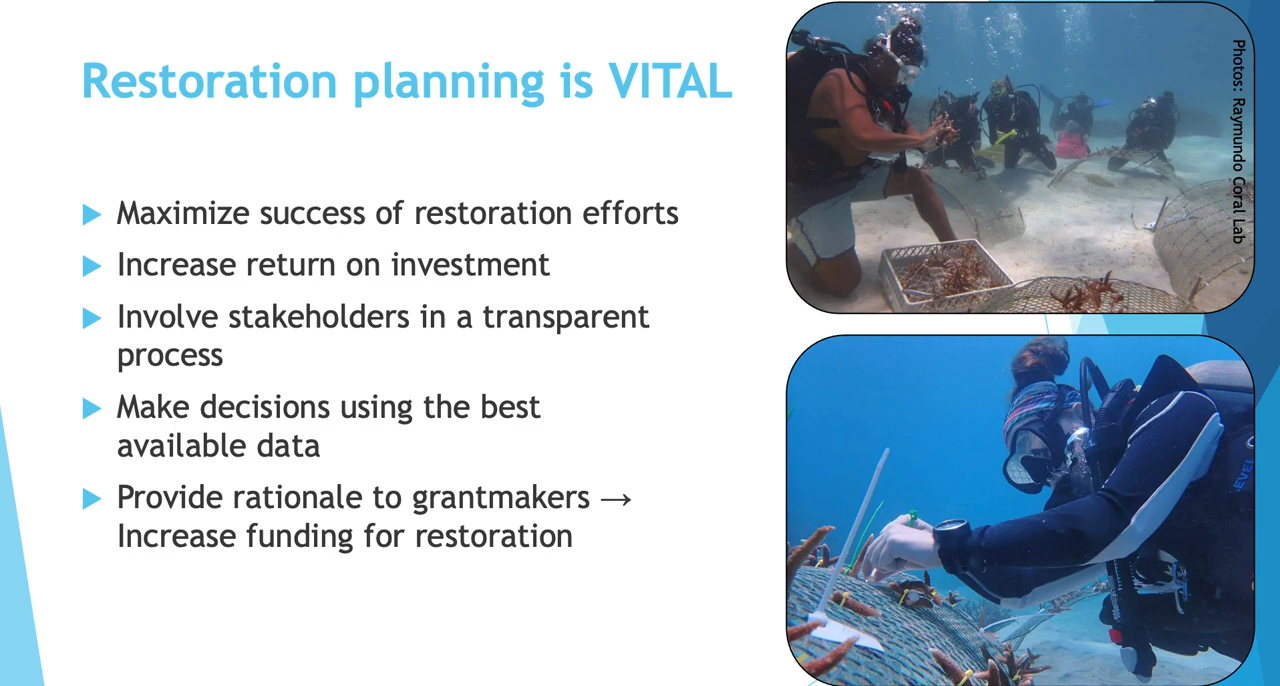 Restoration planning is VITAL
Maximize success of restoration efforts
Increase return on investment
Involve stakeholders in a transparent
process
Make decisions using the best
available data
Provide rationale to grantmakers →
Increase funding for restoration
Photos: Raymundo Coral Lab
EVEL